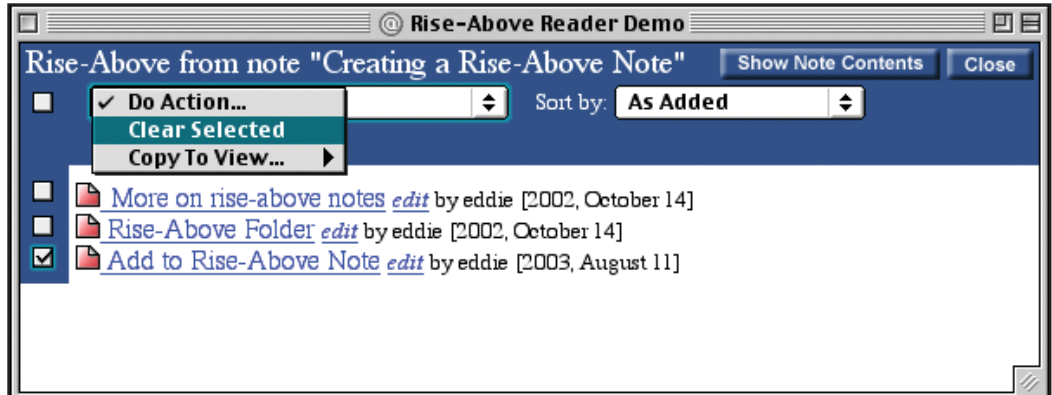 Rise-Above Reader Demo
Rise-Above from note "Creating a Rise-Above Note" Show Note Contents Close
Do Action... Sort by: As Added
Clear Selected
Copy To View...
More on rise-above notes edit by eddie [2002, October 14]
Rise-Above Folder edit by eddie [2002, October 14]
Add to Rise-Above Note edit by eddie [2003, August 11]